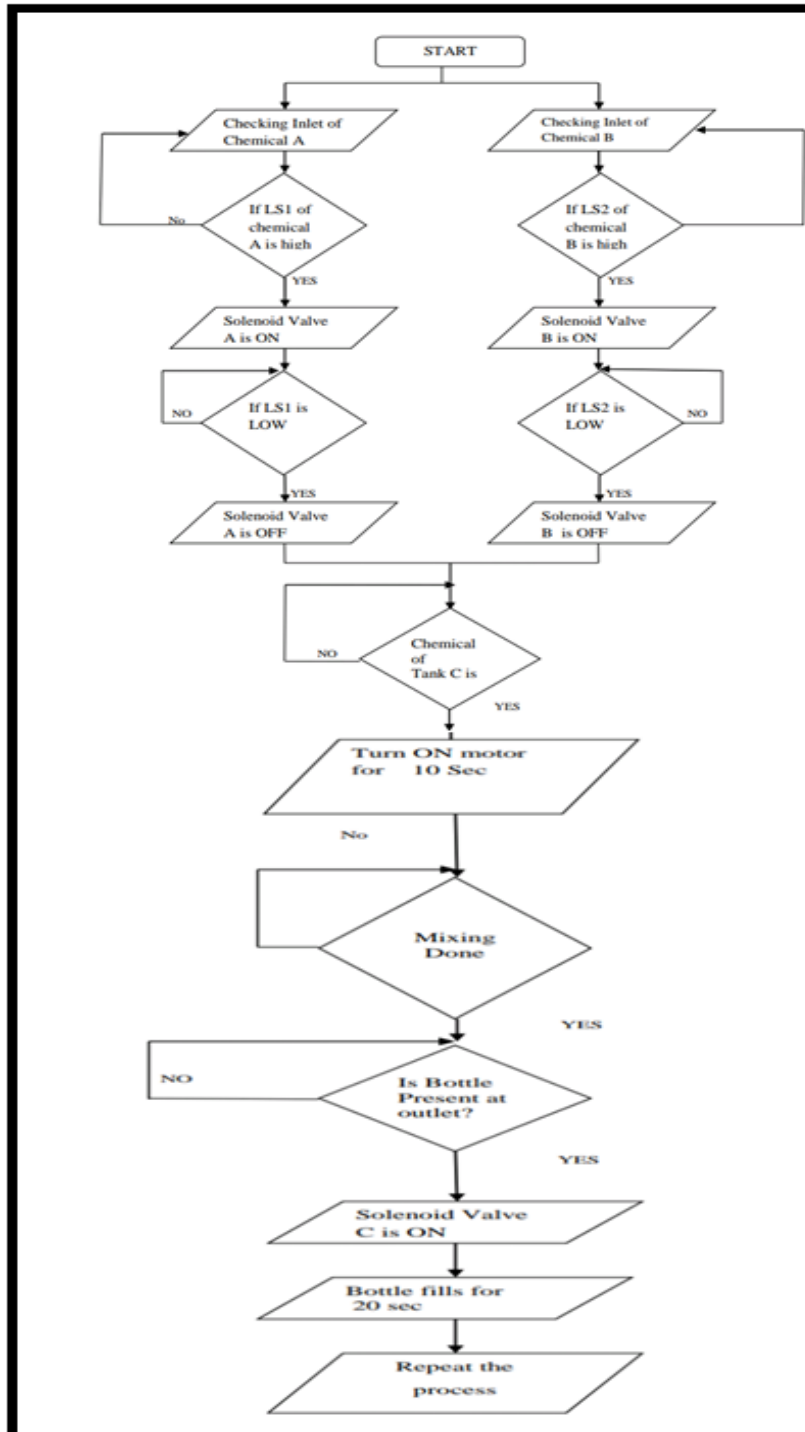 START
Checking Inlet of
Chemical A
Checking Inlet of
Chemical B
No
If LS1 of
chemical
A is high
If LS2 of
chemical
B is high
YES
YES
Solenoid Valve
A is ON
Solenoid Valve
B is ON
NO
If LS1 is
LOW
If LS2 is
LOW
NO
YES
YES
Solenoid Valve
A is OFF
Solenoid Valve
B is OFF
NO
Chemical
of
Tank C is
YES
Turn ON motor
for 10 Sec
No
Mixing
Done
YES
NO
Is Bottle
Present at
outlet?
YES
Solenoid Valve
C is ON
Bottle fills for
20 sec
Repeat the
process